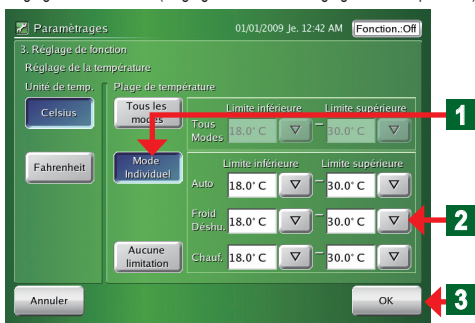 Paramètrages 01/01/2009 Je. 12:42 AM Fonction.:Off
3. Réglage de fonction
Réglage de la température
Unité de temp. Plage de température
Celsius
Fahrenheit
Tous les modes
Limite inférieure Limite supérieure
Tous Modes 18.0°C – 30.0°C
1
Mode Individuel
Limite inférieure Limite supérieure
Auto 18.0°C – 30.0°C
Froid Déshu. 18.0°C – 30.0°C
2
Aucune limitation
Chauf. 18.0°C – 30.0°C
Annuler OK
3